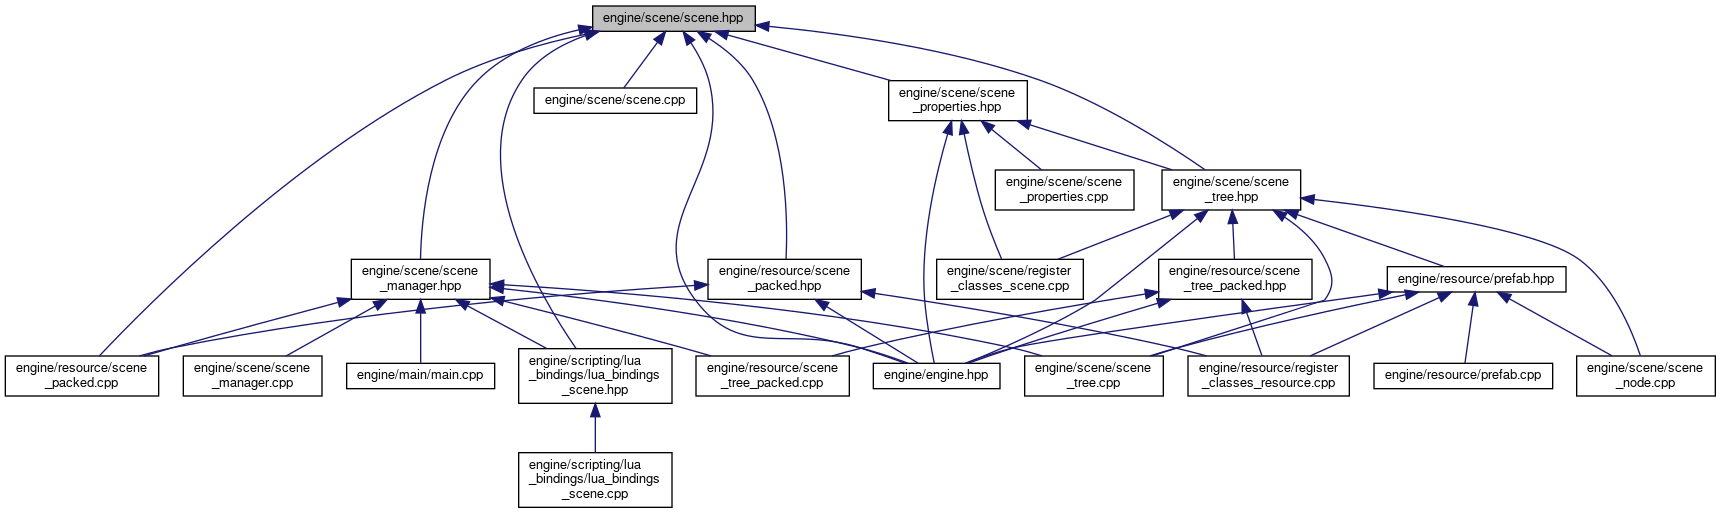 engine/scene/scene.hpp
engine/scene/scene.cpp
engine/scene/scene
_properties.hpp
engine/scene/scene
_properties.cpp
engine/scene/scene
_tree.hpp
engine/scene/scene
_manager.hpp
engine/resource/scene
_packed.hpp
engine/scene/register
_classes_scene.cpp
engine/resource/scene
_tree_packed.hpp
engine/resource/prefab.hpp
engine/resource/scene
_packed.cpp
engine/scene/scene
_manager.cpp
engine/main/main.cpp
engine/scripting/lua
_bindings/lua_bindings
_scene.hpp
engine/resource/scene
_tree_packed.cpp
engine/engine.hpp
engine/scene/scene
_tree.cpp
engine/resource/register
_classes_resource.cpp
engine/resource/prefab.cpp
engine/scene/scene
_node.cpp
engine/scripting/lua
_bindings/lua_bindings
_scene.cpp